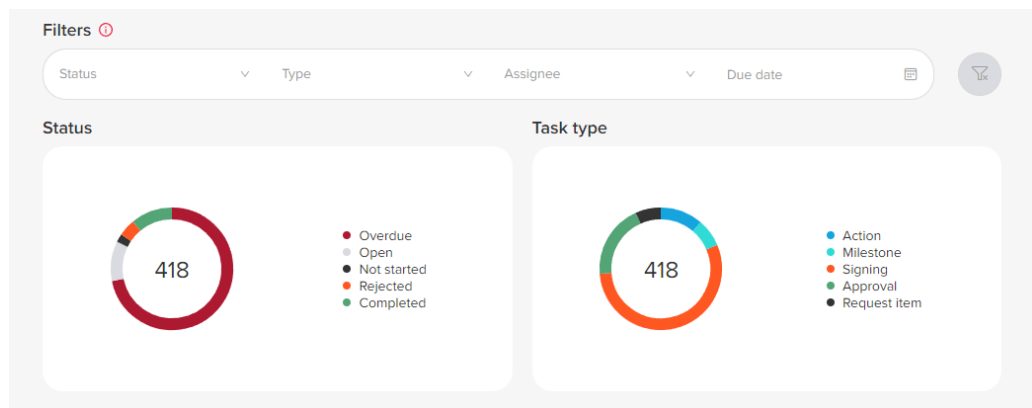 Filters
Status Type Assignee Due date
Status
418
Overdue
Open
Not started
Rejected
Completed
Task type
418
Action
Milestone
Signing
Approval
Request item